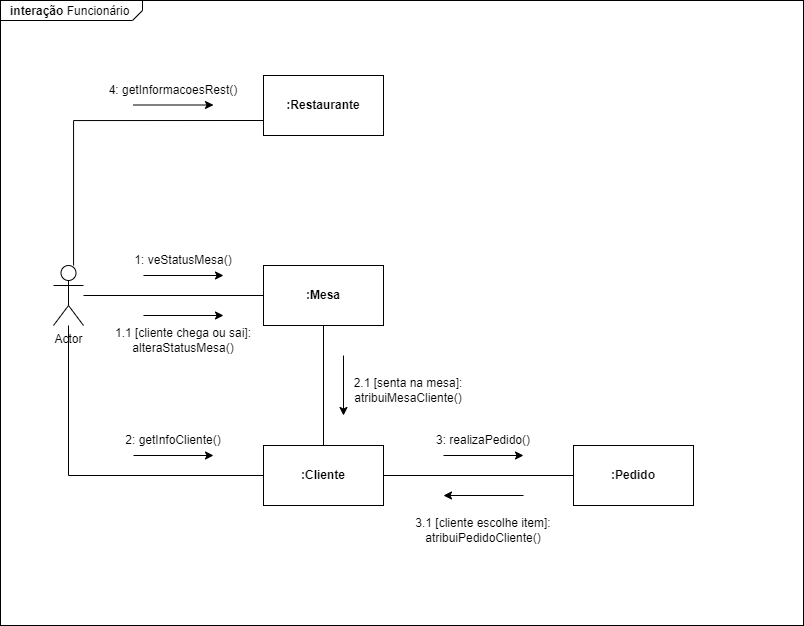 interação Funcionário
4: getInformacoesRest()
:Restaurante
1: veStatusMesa()
:Mesa
1.1 [cliente chega ou sai]:
alteraStatusMesa()
Actor
2.1 [senta na mesa]:
atribuiMesaCliente()
2: getInfoCliente()
:Cliente
3: realizaPedido()
:Pedido
3.1 [cliente escolhe item]:
atribuiPedidoCliente()